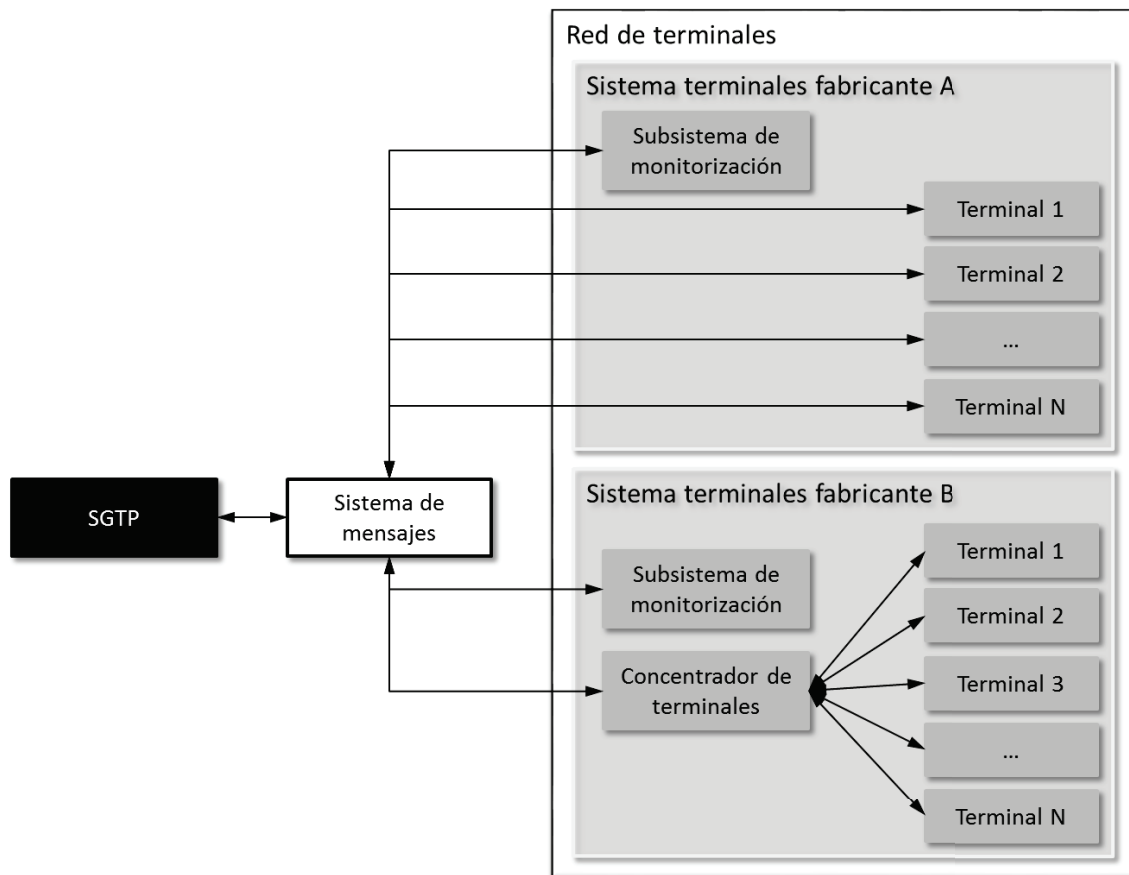 Red de terminales
Sistema terminales fabricante A
Subsistema de
monitorización
Terminal 1
Terminal 2
...
Terminal N
SGTP
Sistema de
mensajes
Sistema terminales fabricante B
Subsistema de
monitorización
Concentrador de
terminales
Terminal 1
Terminal 2
Terminal 3
...
Terminal N